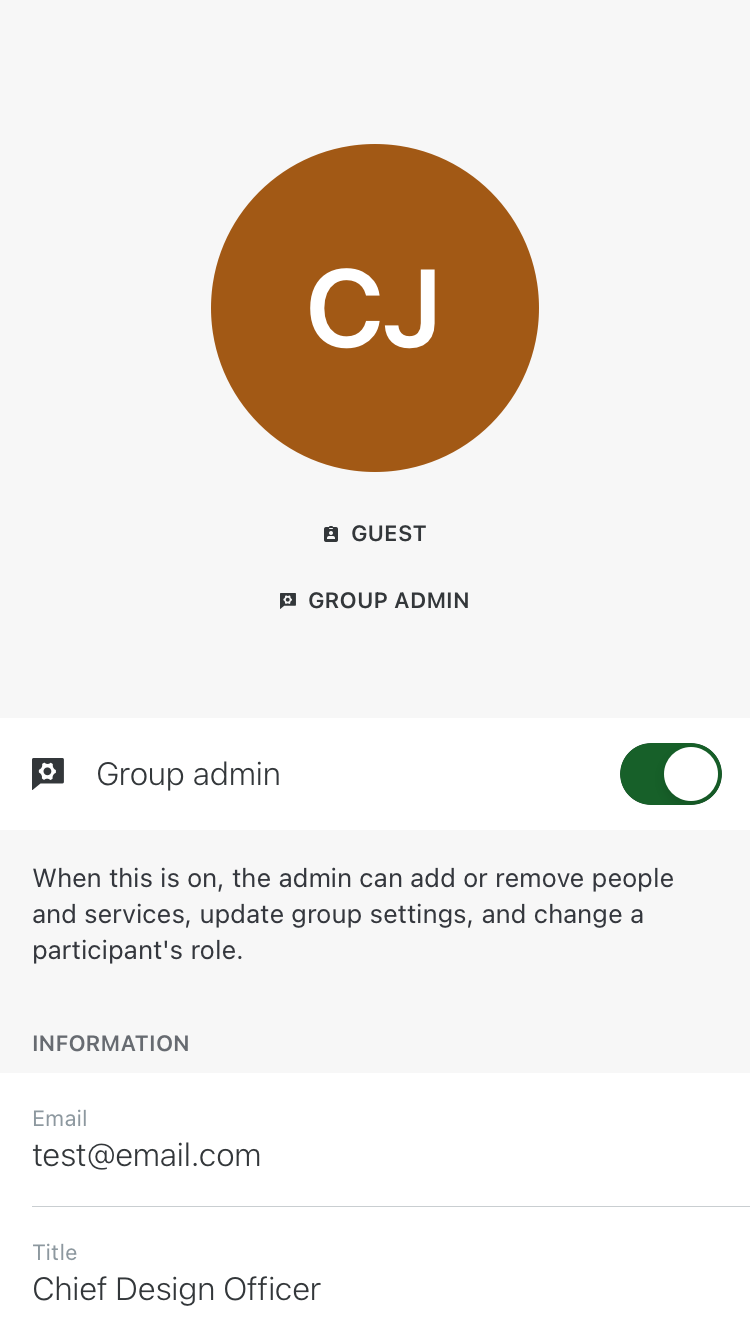 CJ
GUEST
GROUP ADMIN
Group admin
When this is on, the admin can add or remove people
and services, update group settings, and change a
participant's role.
INFORMATION
Email
test@email.com
Title
Chief Design Officer